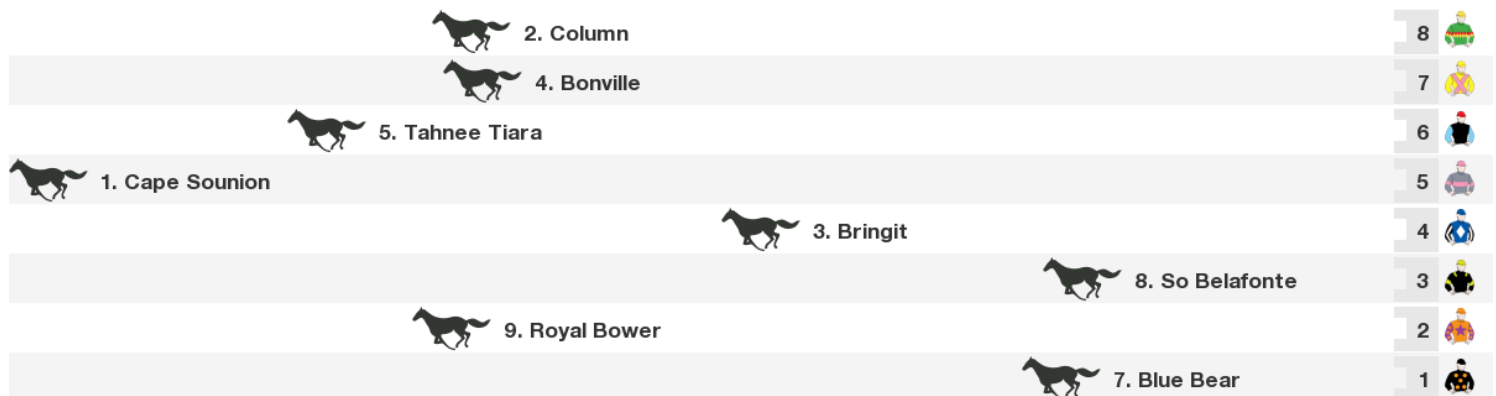 2. Column 8
4. Bonville 7
5. Tahnee Tiara 6
1. Cape Sounion 5
3. Bringit 4
8. So Belafonte 3
9. Royal Bower 2
7. Blue Bear 1